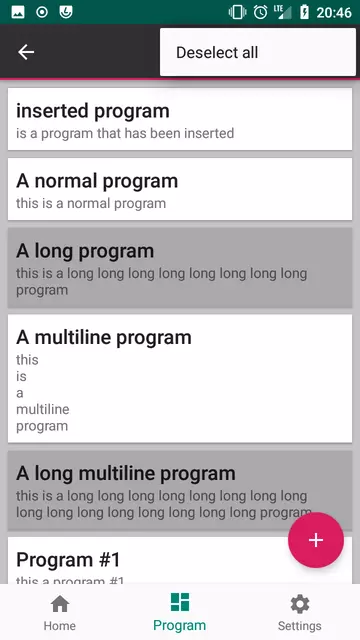 LTE 20:46
Deselect all
inserted program
is a program that has been inserted
A normal program
this is a normal program
A long program
this is a long long long long long long long long
program
A multiline program
this
is
a
multiline
program
A long multiline program
this is a long long long long long long long long
long long long long long long long long program
Program #1
this a program #1
Home
Program
Settings